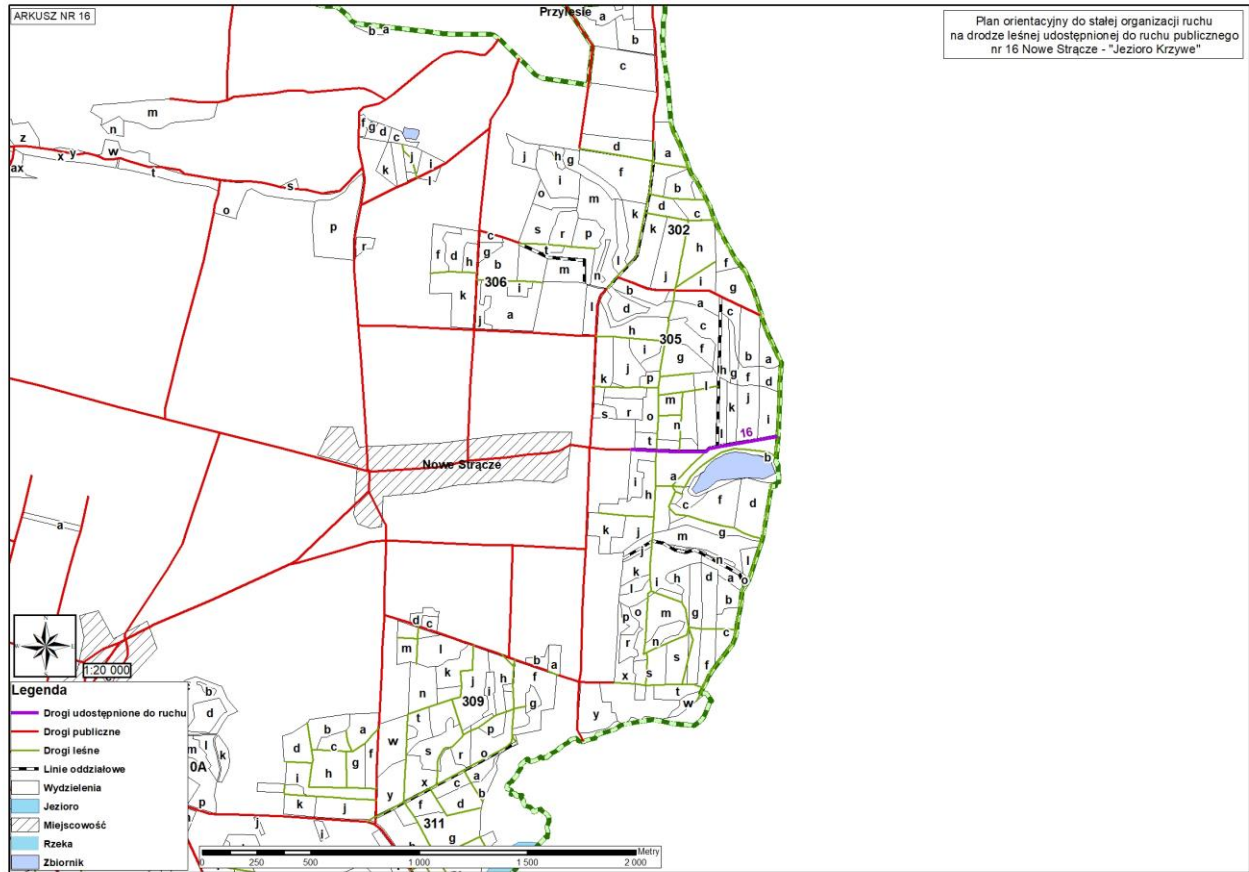 ARKUSZ NR 16
Plan orientacyjny do stałej organizacji ruchu
na drodze leśnej udostępnionej do ruchu publicznego
nr 16 Nowe Strącze - "Jezioro Krzywe"
Przylesie
b a
a
b
c
m
n
z
x y w
ax
t
s
o
p
r
f g d c
j i
k l
d
a
j h g
f
i
b
o
m
k
d
c
302
k
s r p
h
c
t
f d h g b
m
n
l
f
j i g
306
i
k
l
b
a
j a
d
c
c
h
305
i
g f
b a
j
k p
l h g f d
m
k j
s r o
n
l i
t
16
Nowe Strącze
a
b
i
h
c f d
k j
m g
j
n l
k
i h d a o
l
b
p o m g
n
c
r
s f
x s
t
w
y
a
d c
m l
b a
k j h f
n i
309
g
t
p
w
s r o
x c a
y f d b
311
g
h
b a
d c f
g
i h
k j
b
d
m l k
0A
p
j
i
1:20 000
Legenda
Drogi udostępnione do ruchu
Drogi publiczne
Drogi leśne
Linie oddziałowe
Wydzielenia
Jezioro
Miejscowość
Rzeka
Zbiornik
0 250 500 1 000 1 500 2 000 Metry